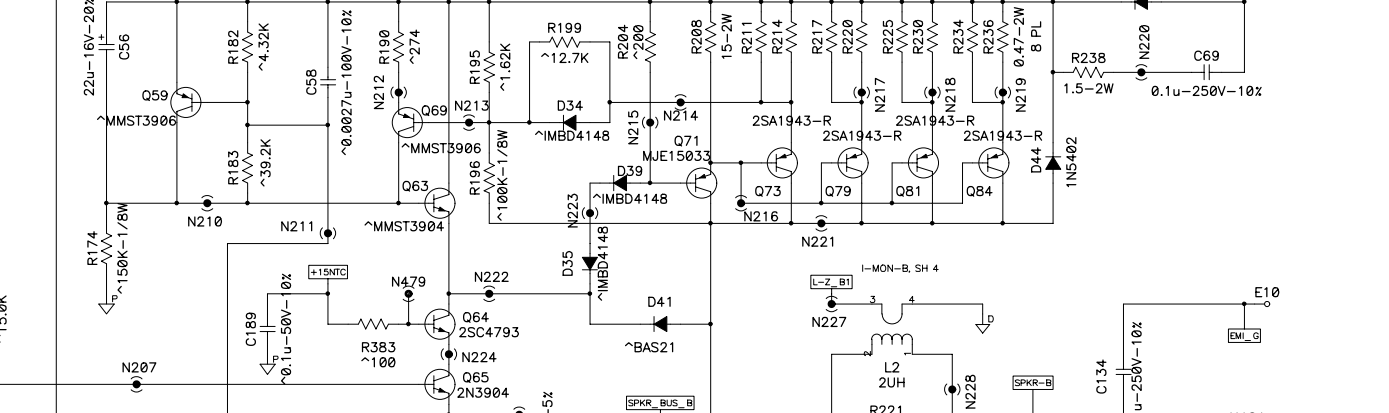 22u-16V-20%
C56
R182
^4.32K
C58
^0.0027u-100V-10%
R190
^274
N212
R195
^1.62K
R199
^12.7K
R204
^200
R208
15-2W
R211
R214
R217
R220
R225
R230
R234
R236
0.47-2W
8 PL
N220
R238
1.5-2W
C69
0.1u-250V-10%
Q59
^MMST3906
Q69
^MMST3906
N213
D34
^IMBD4148
N215
N214
N217
N218
N219
Q71
MJE15033
2SA1943-R
2SA1943-R
2SA1943-R
2SA1943-R
R183
^39.2K
Q63
^MMST3904
R196
^100K-1/8W
D39
^IMBD4148
Q73
Q79
Q81
Q84
D44
1N5402
N210
N211
N223
N216
N221
R174
^150K-1/8W
P
+15NTC
N479
N222
D35
^IMBD4148
I-MON-B, SH 4
L-Z_B1
3
4
N227
D
E10
EMI_G
C189
^0.1u-50V-10%
P
R383
^100
Q64
2SC4793
N224
D41
^BAS21
2
1
L2
2UH
N207
Q65
2N3904
SPKR_BUS_B
N228
SPKR-B
C134
R221